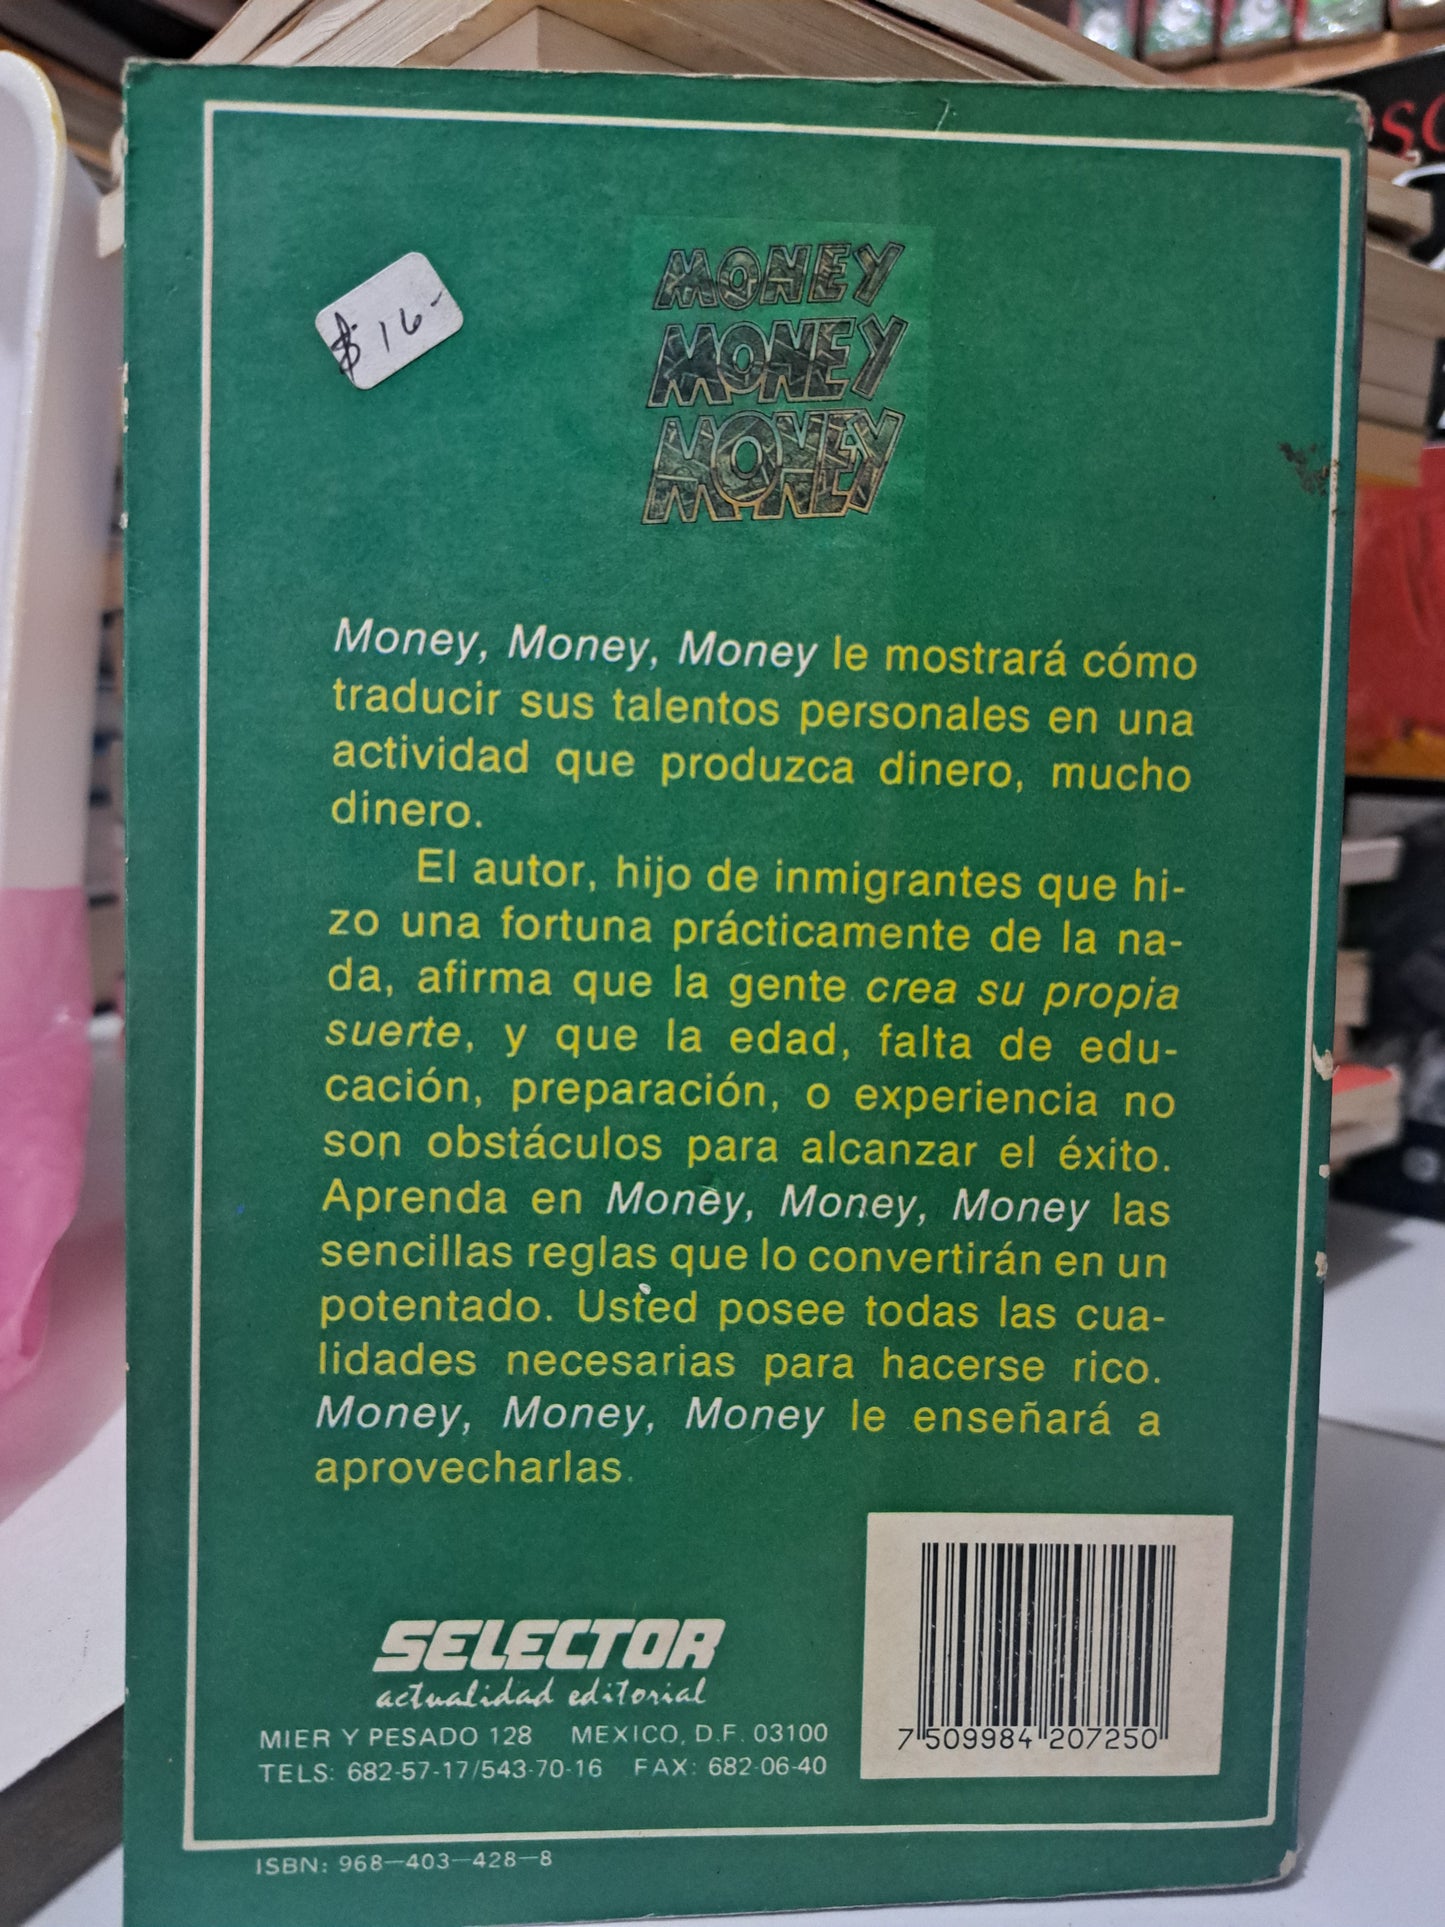 $16-
MONEY
MONEY
MONEY
Money, Money, Money le mostrará cómo
traducir sus talentos personales en una
actividad que produzca dinero, mucho
dinero.
El autor, hijo de inmigrantes que hi-
zo una fortuna prácticamente de la na-
da, afirma que la gente crea su propia
suerte, y que la edad, falta de edu-
cación, preparación, o experiencia no
son obstáculos para alcanzar el éxito.
Aprenda en Money, Money, Money las
sencillas reglas que lo convertirán en un
potentado. Usted posee todas las cua-
lidades necesarias para hacerse rico.
Money, Money, Money le enseñará a
aprovecharlas.
SELECTOR
actualidad editorial
MIER Y PESADO 128 MEXICO, D.F. 03100
TELS: 682-57-17/543-70-16 FAX: 682-06-40
7 509984 207250
ISBN: 968-403-428-8